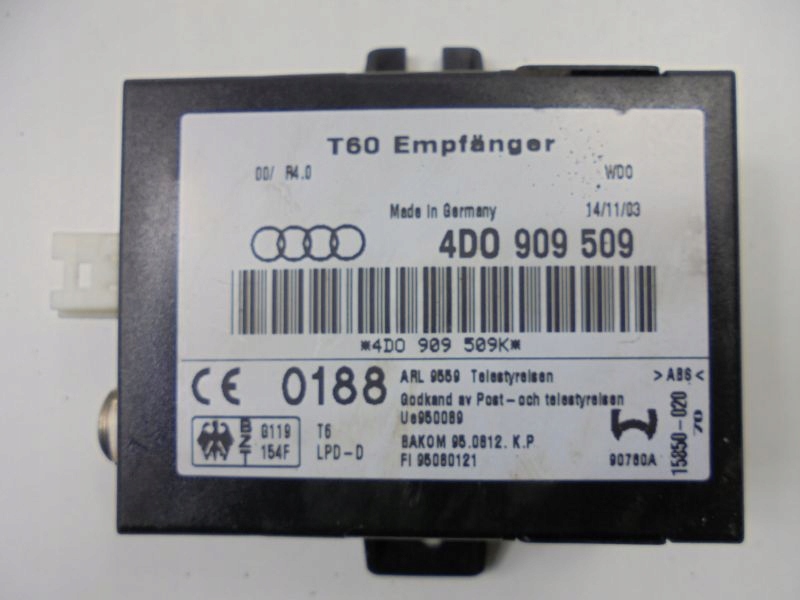 T60 Empfänger
00/ R4.0 WDO
Made in Germany 14/11/03
4D0 909 509
*4D0 909 509K*
CE 0188 ARL 9559 Telestyrelsen >ABS<
Godkand av Post-och telestyrelsen
Ue950089
BZT G119 154F T6 LPD-D
BAKOM 95.0812.K.P
FI 95080121
90760A
15850-020
70